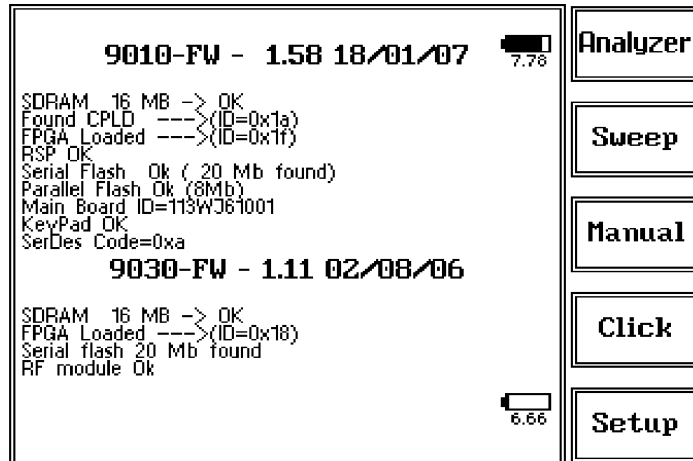 9010-FW - 1.58 18/01/07
7.78
SDRAM 16 MB -> OK
Found CPLD --->(ID=0x1a)
FPGA Loaded --->(ID=0x1f)
RSP OK
Serial Flash Ok ( 20 Mb found)
Parallel Flash Ok (8Mb)
Main Board ID=113WJ61001
KeyPad OK
SerDes Code=0xa
9030-FW - 1.11 02/08/06
SDRAM 16 MB -> OK
FPGA Loaded --->(ID=0x18)
Serial flash 20 Mb found
RF module Ok
6.66
Analyzer
Sweep
Manual
Click
Setup